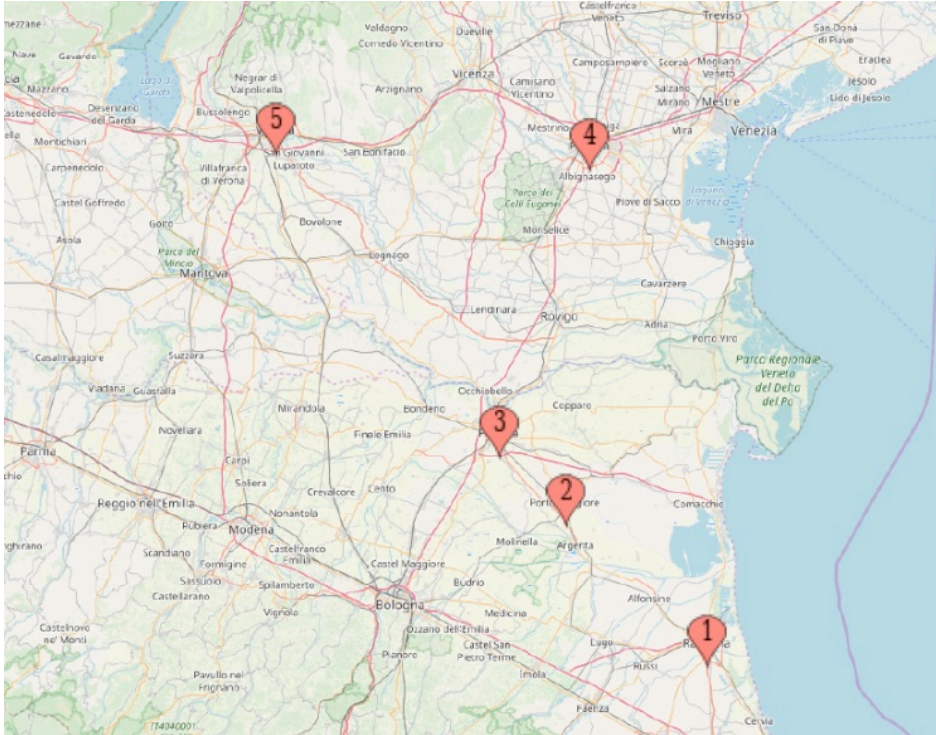 Castelfranco
Veneto
Treviso
San Donà
di Piave
Valdagno
Cornedo Vicentino
Dueville
Camposampiero
Scorzè
Mogliano
Veneto
Eraclea
Jesolo
Lido di Jesolo
Nave
Gavardo
Lago di
Garda
Negrar di
Valpolicella
Arzignano
Vicenza
Camisano
Vicentino
Salzano
Mirano
Mestre
Mazzano
Desenzano
del Garda
Bussolengo
5
4
Mestrino
Mira
Venezia
Montichiari
San Giovanni
Lupatoto
San Bonifacio
Albignasego
Carpenedolo
Villafranca
di Verona
Parco dei
Colli Euganei
Piove di Sacco
Laguna
di Venezia
Castel Goffredo
Goito
Bovolone
Monselice
Chioggia
Asola
Parco del
Mincio
Mantova
Legnago
Cavarzere
Lendinara
Rovigo
Adria
Porto Viro
Casalmaggiore
Suzzara
Parco Regionale
Veneto
del Delta
del Po
Viadana
Guastalla
Occhiobello
Mirandola
Bondeno
Copparo
3
Novellara
Finale Emilia
Parma
Carpi
Soliera
Crevalcore
Cento
2
Comacchio
Reggio nell'Emilia
Nonantola
Rubiera
Modena
Molinella
Argenta
Scandiano
Formigine
Castelfranco
Emilia
Castel Maggiore
Sassuolo
Castellarano
Spilamberto
Budrio
Bologna
Vignola
Medicina
Alfonsine
Castelnovo
ne' Monti
Ozzano dell'Emilia
Castel San
Pietro Terme
Lugo
1
Russi
Pianoro
Imola
Pavullo nel
Frignano
Faenza
Cervia